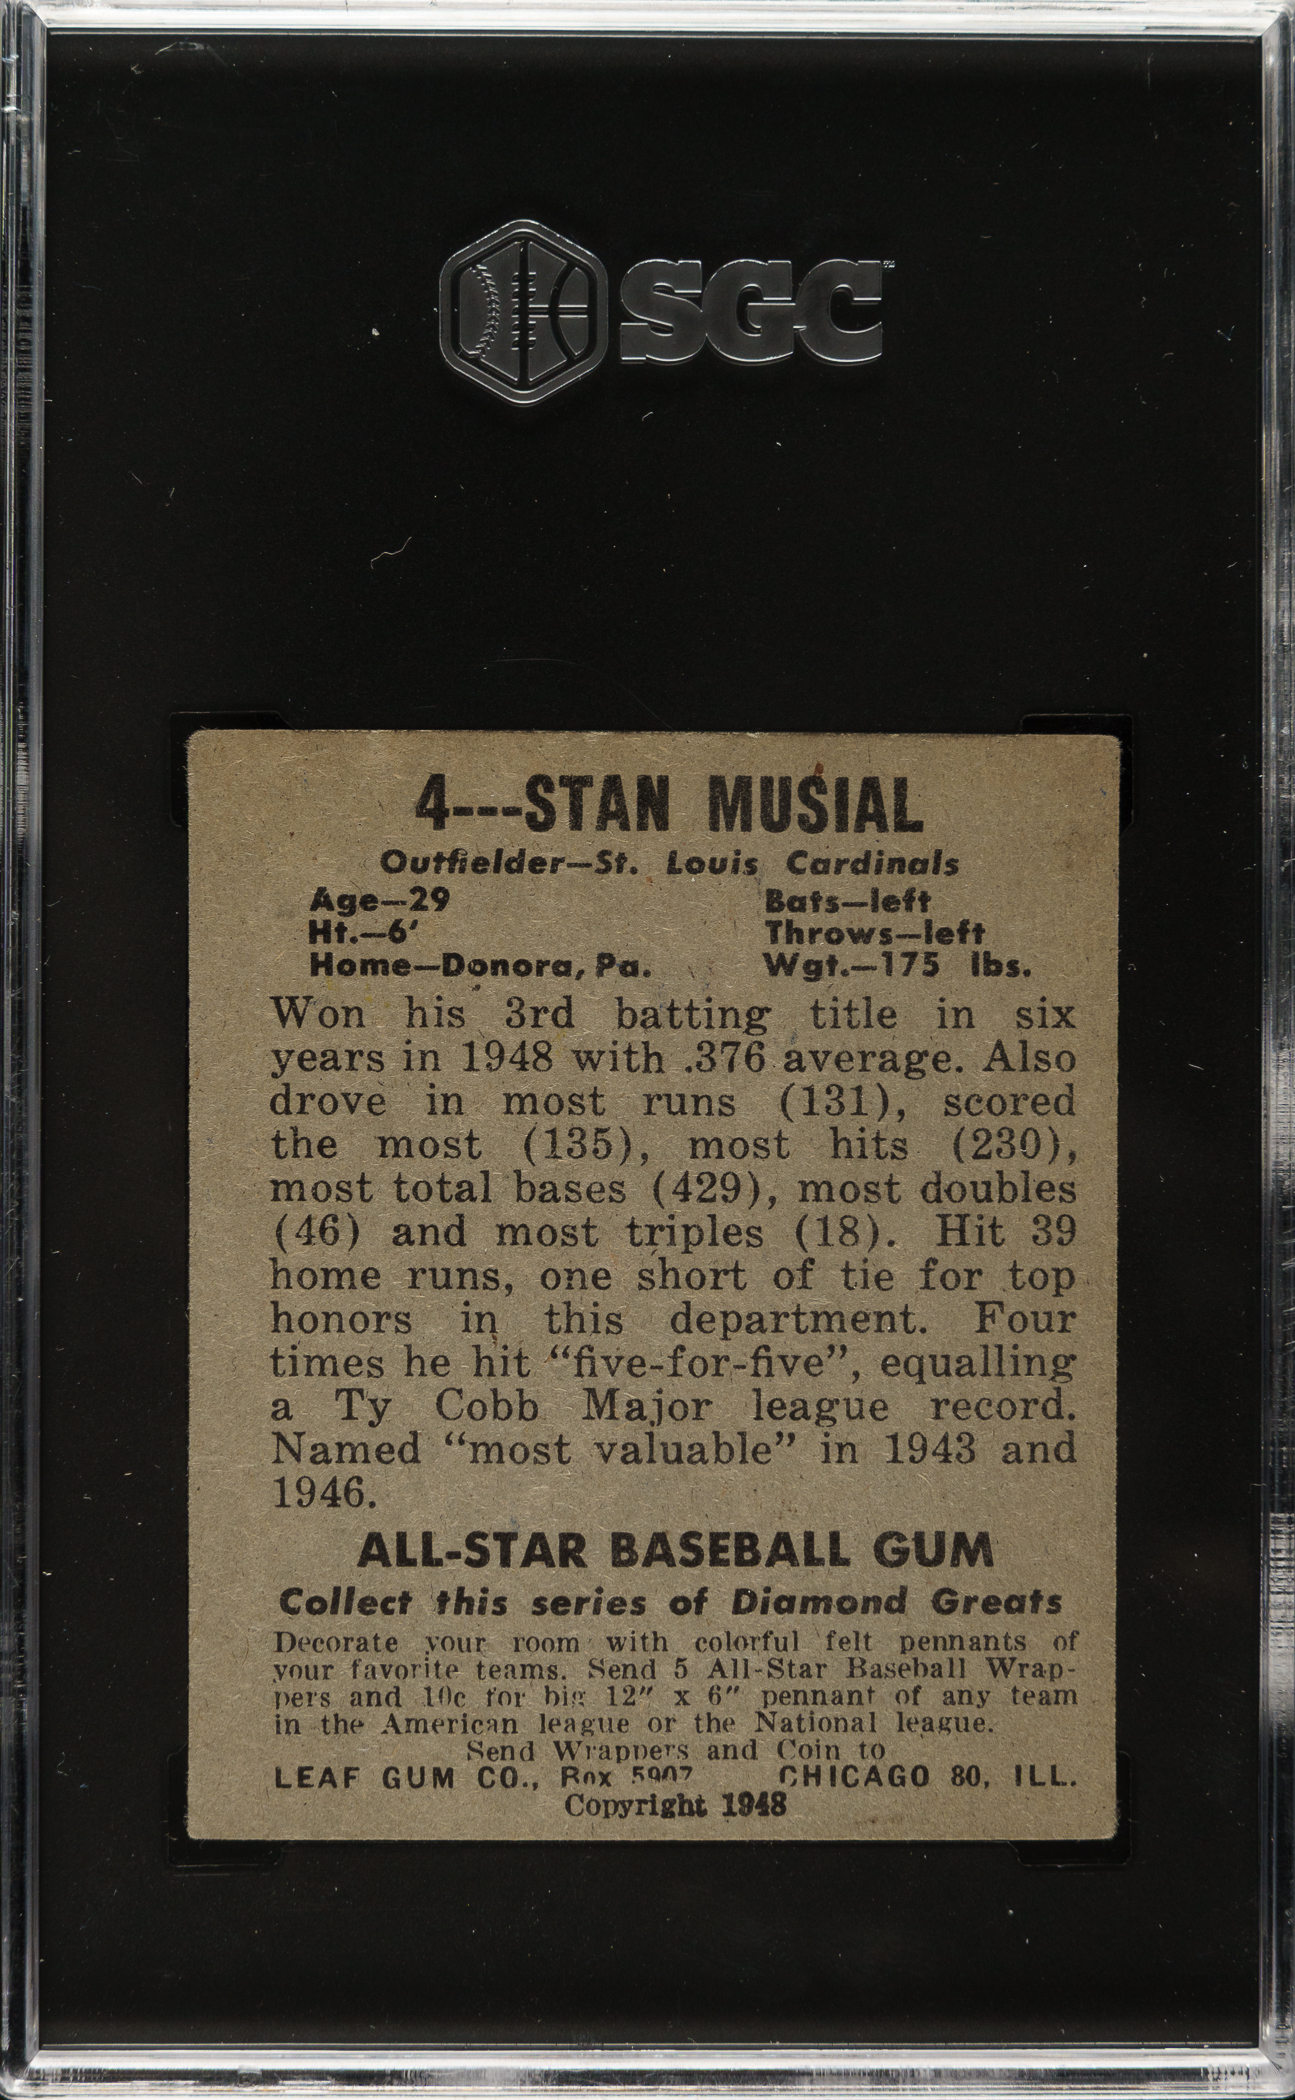 SGC
4---STAN MUSIAL
Outfielder—St. Louis Cardinals
Age—29 Bats—left
Ht.—6' Throws—left
Home—Donora, Pa. Wgt.—175 lbs.
Won his 3rd batting title in six
years in 1948 with .376 average. Also
drove in most runs (131), scored
the most (135), most hits (230),
most total bases (429), most doubles
(46) and most triples (18). Hit 39
home runs, one short of tie for top
honors in this department. Four
times he hit “five-for-five”, equalling
a Ty Cobb Major league record.
Named “most valuable” in 1943 and
1946.
ALL-STAR BASEBALL GUM
Collect this series of Diamond Greats
Decorate your room with colorful felt pennants of
your favorite teams. Send 5 All-Star Baseball Wrap-
pers and 10c for big 12” x 6” pennant of any team
in the American league or the National league.
Send Wrappers and Coin to
LEAF GUM CO., Box 5907 CHICAGO 80, ILL.
Copyright 1948